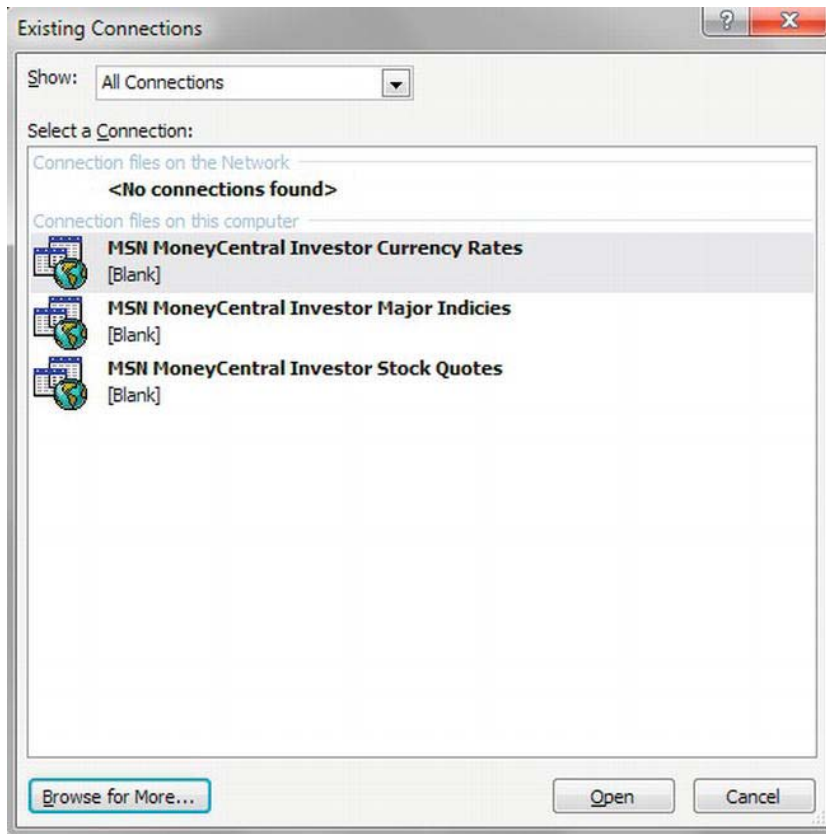 Existing Connections
Show: All Connections
Select a Connection:
Connection files on the Network
<No connections found>
Connection files on this computer
MSN MoneyCentral Investor Currency Rates
[Blank]
MSN MoneyCentral Investor Major Indicies
[Blank]
MSN MoneyCentral Investor Stock Quotes
[Blank]
Browse for More... Open Cancel